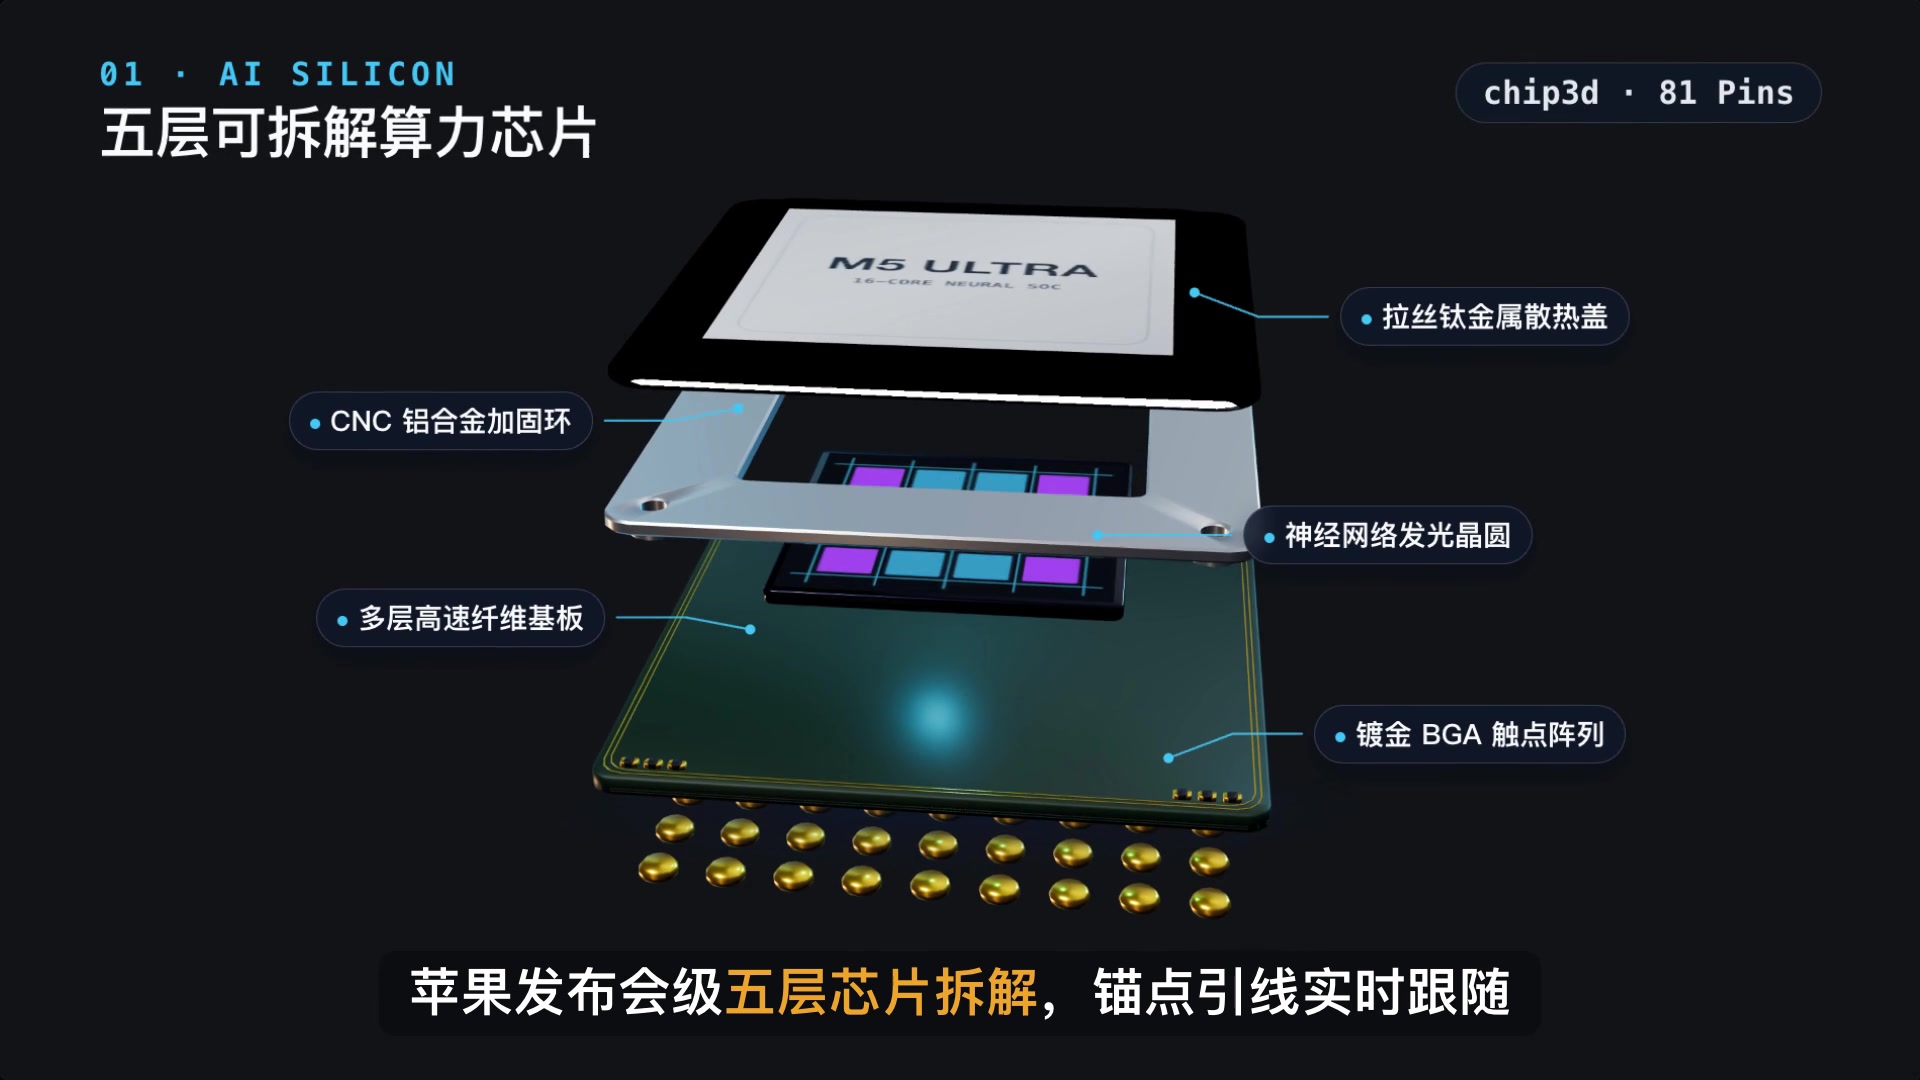 01 · AI SILICON
五层可拆解算力芯片
chip3d · 81 Pins
M5 ULTRA
16-CORE NEURAL SOC
拉丝钛金属散热盖
CNC 铝合金加固环
神经网络发光晶圆
多层高速纤维基板
镀金 BGA 触点阵列
苹果发布会级五层芯片拆解，锚点引线实时跟随